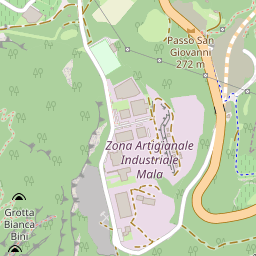 Passo San
Giovanni
272 m
Zona Artigianale
Industriale
Mala
Grotta
Bianca
Bini